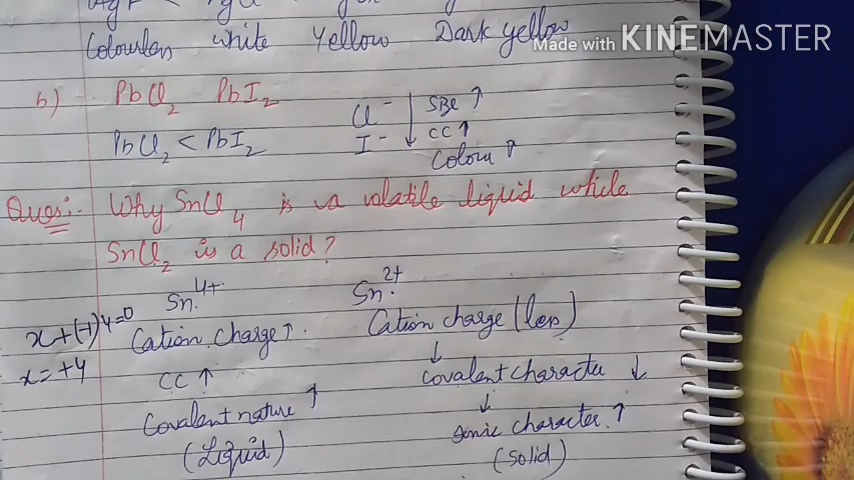 Colourless white Yellow Dark yellow
Made with KINEMASTER
b) PbCl2 PbI2
PbCl2 < PbI2
Cl- SBE ↑
I- CC ↑
Colour ↑
Ques:- Why SnCl4 is a volatile liquid while
SnCl2 is a solid?
Sn4+ Sn2+
x+(-1)4=0 Cation Charge ↑. Cation charge (less)
x=+4 CC ↑ ↓ Covalent character ↓
Covalent nature ↑ ↓ Ionic character ↑
(Liquid) (Solid)